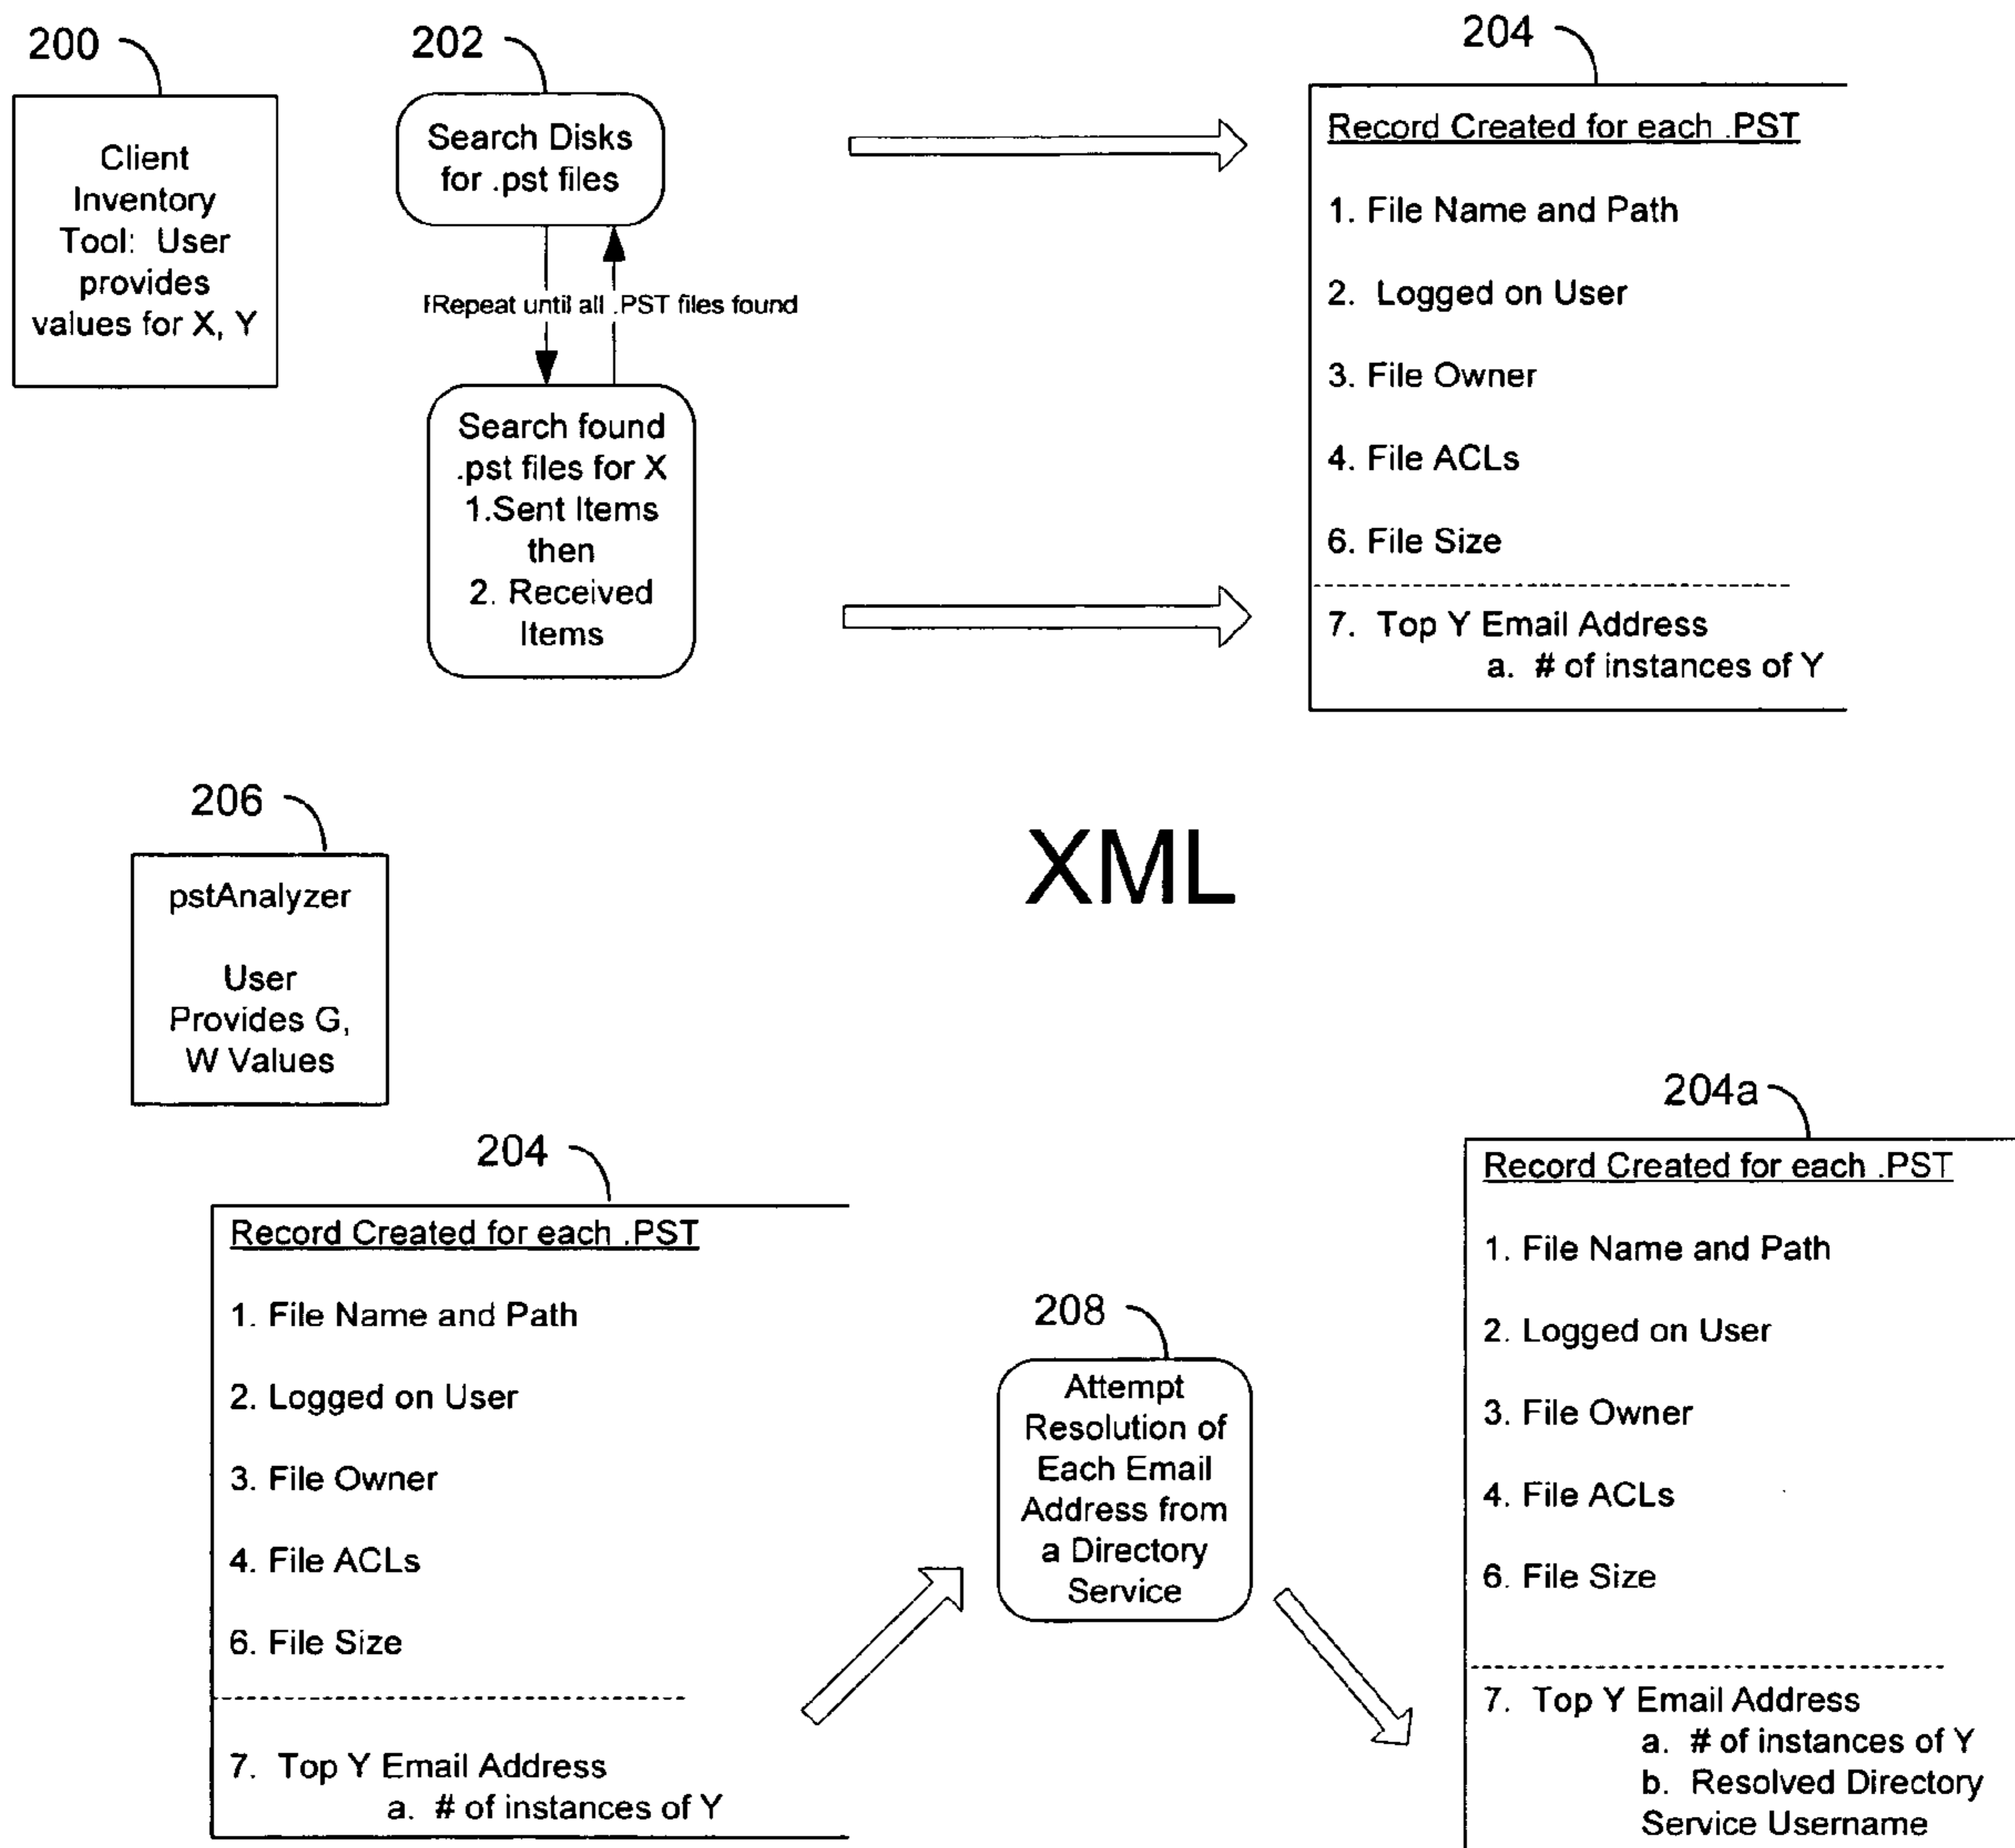 200
Client
Inventory
Tool: User
provides
values for X, Y
202
Search Disks
for .pst files
Repeat until all .PST files found
Search found
.pst files for X
1.Sent Items
then
2. Received
Items
204
Record Created for each .PST
1. File Name and Path
2. Logged on User
3. File Owner
4. File ACLs
6. File Size
7. Top Y Email Address
a. # of instances of Y
XML
206
pstAnalyzer
User
Provides G,
W Values
204
Record Created for each .PST
1. File Name and Path
2. Logged on User
3. File Owner
4. File ACLs
6. File Size
7. Top Y Email Address
a. # of instances of Y
208
Attempt
Resolution of
Each Email
Address from
a Directory
Service
204a
Record Created for each .PST
1. File Name and Path
2. Logged on User
3. File Owner
4. File ACLs
6. File Size
7. Top Y Email Address
a. # of instances of Y
b. Resolved Directory
Service Username